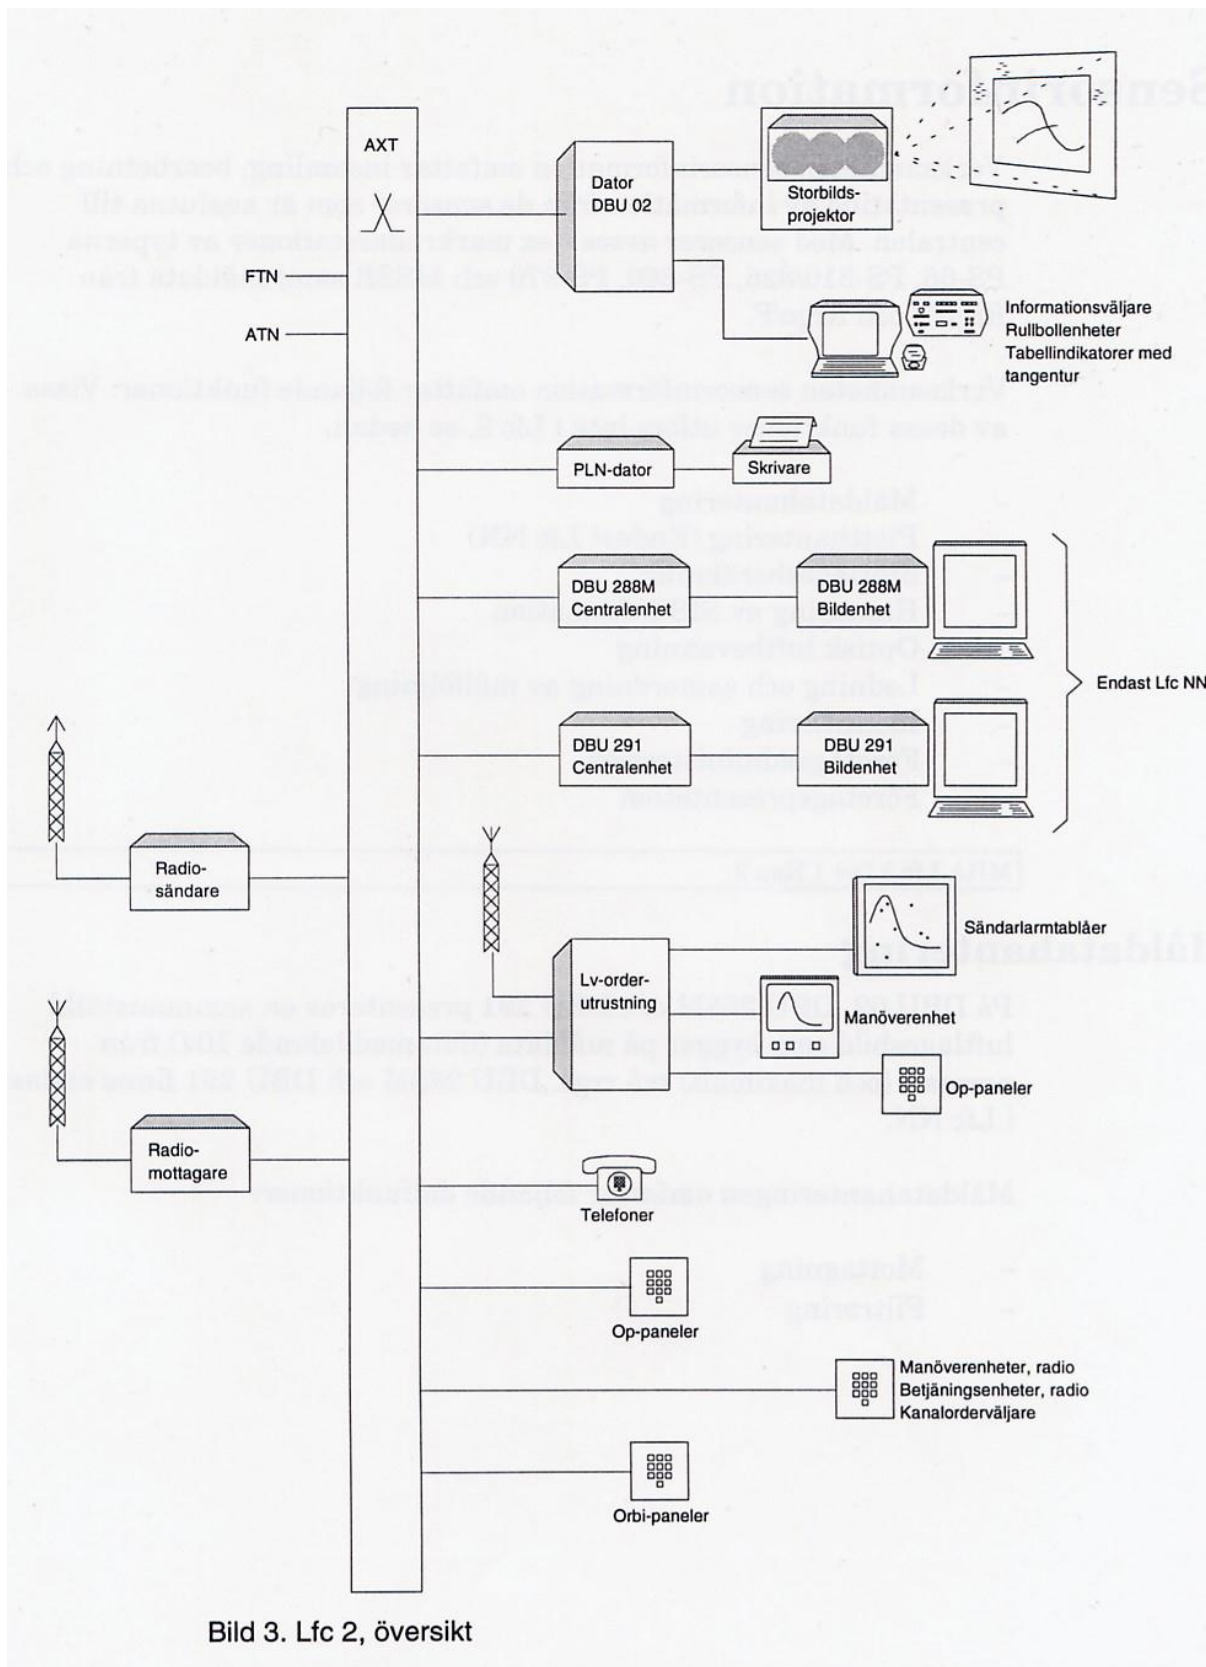 AXT
FTN
ATN
Dator
DBU 02
Storbilds-
projektor
Informationsväljare
Rullbollenheter
Tabellindikatorer med
tangentur
PLN-dator
Skrivare
DBU 288M
Centralenhet
DBU 288M
Bildenhet
Endast Lfc NN
DBU 291
Centralenhet
DBU 291
Bildenhet
Radio-
sändare
Sändarlarmtablåer
Lv-order-
utrustning
Manöverenhet
Op-paneler
Radio-
mottagare
Telefoner
Op-paneler
Manöverenheter, radio
Betjäningsenheter, radio
Kanalorderväljare
Orbi-paneler
Bild 3. Lfc 2, översikt